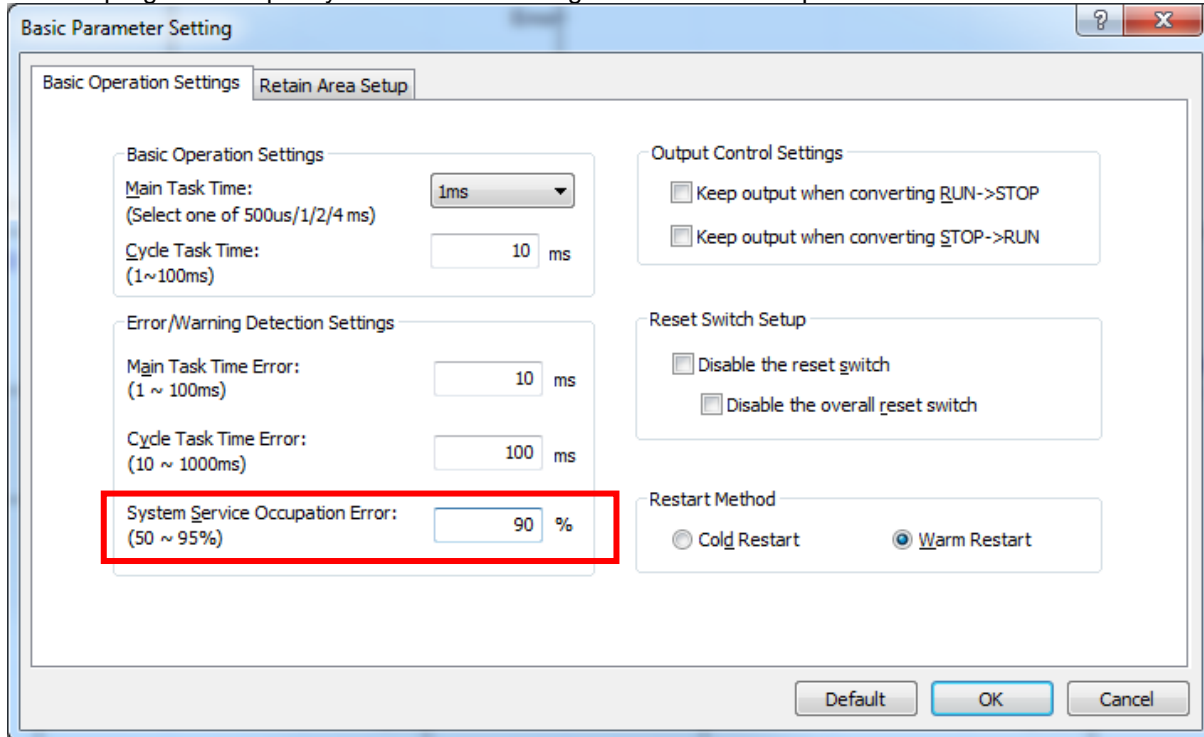 Basic Parameter Setting
Basic Operation Settings
Retain Area Setup
Basic Operation Settings
Main Task Time:
1ms
(Select one of 500us/1/2/4 ms)
Cycle Task Time:
10 ms
(1~100ms)
Error/Warning Detection Settings
Main Task Time Error:
10 ms
(1 ~ 100ms)
Cycle Task Time Error:
100 ms
(10 ~ 1000ms)
System Service Occupation Error:
90 %
(50 ~ 95%)
Output Control Settings
Keep output when converting RUN->STOP
Keep output when converting STOP->RUN
Reset Switch Setup
Disable the reset switch
Disable the overall reset switch
Restart Method
Cold Restart
Warm Restart
Default
OK
Cancel